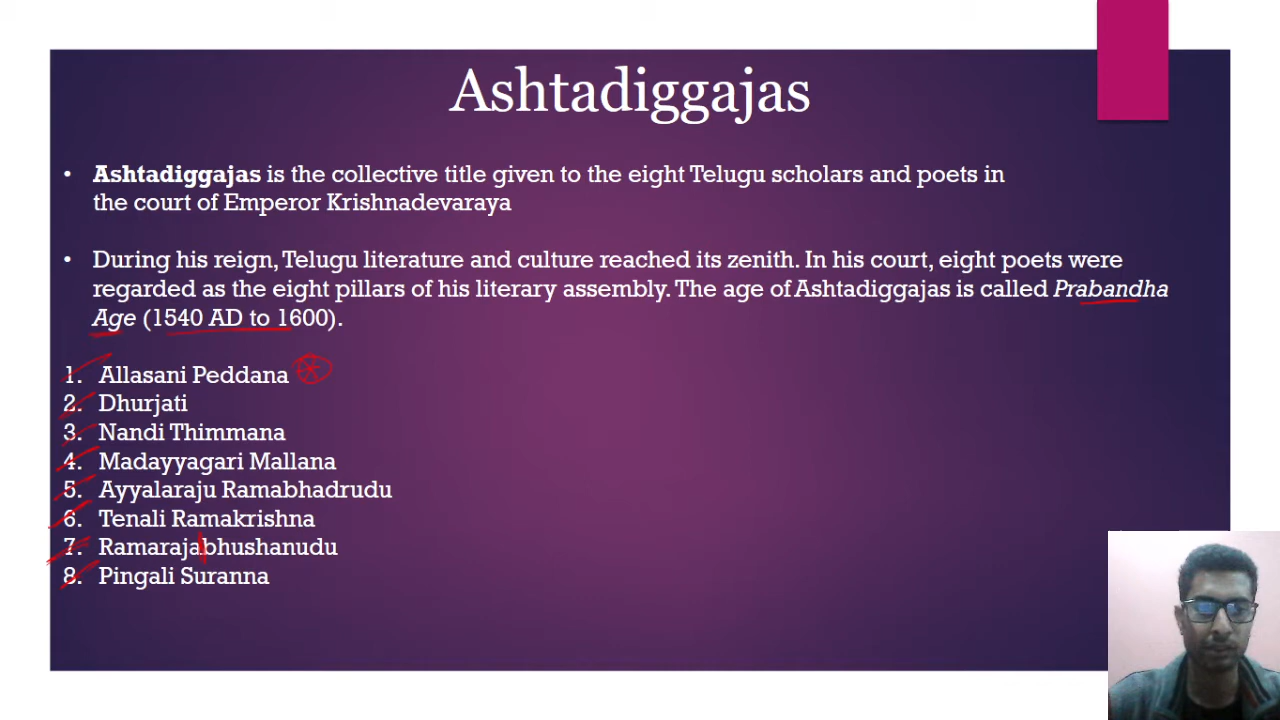 Ashtadiggajas
• Ashtadiggajas is the collective title given to the eight Telugu scholars and poets in
the court of Emperor Krishnadevaraya
• During his reign, Telugu literature and culture reached its zenith. In his court, eight poets were
regarded as the eight pillars of his literary assembly. The age of Ashtadiggajas is called Prabandha
Age (1540 AD to 1600).
1. Allasani Peddana
2. Dhurjati
3. Nandi Thimmana
4. Madayyagari Mallana
5. Ayyalaraju Ramabhadrudu
6. Tenali Ramakrishna
7. Ramarajabhushanudu
8. Pingali Suranna